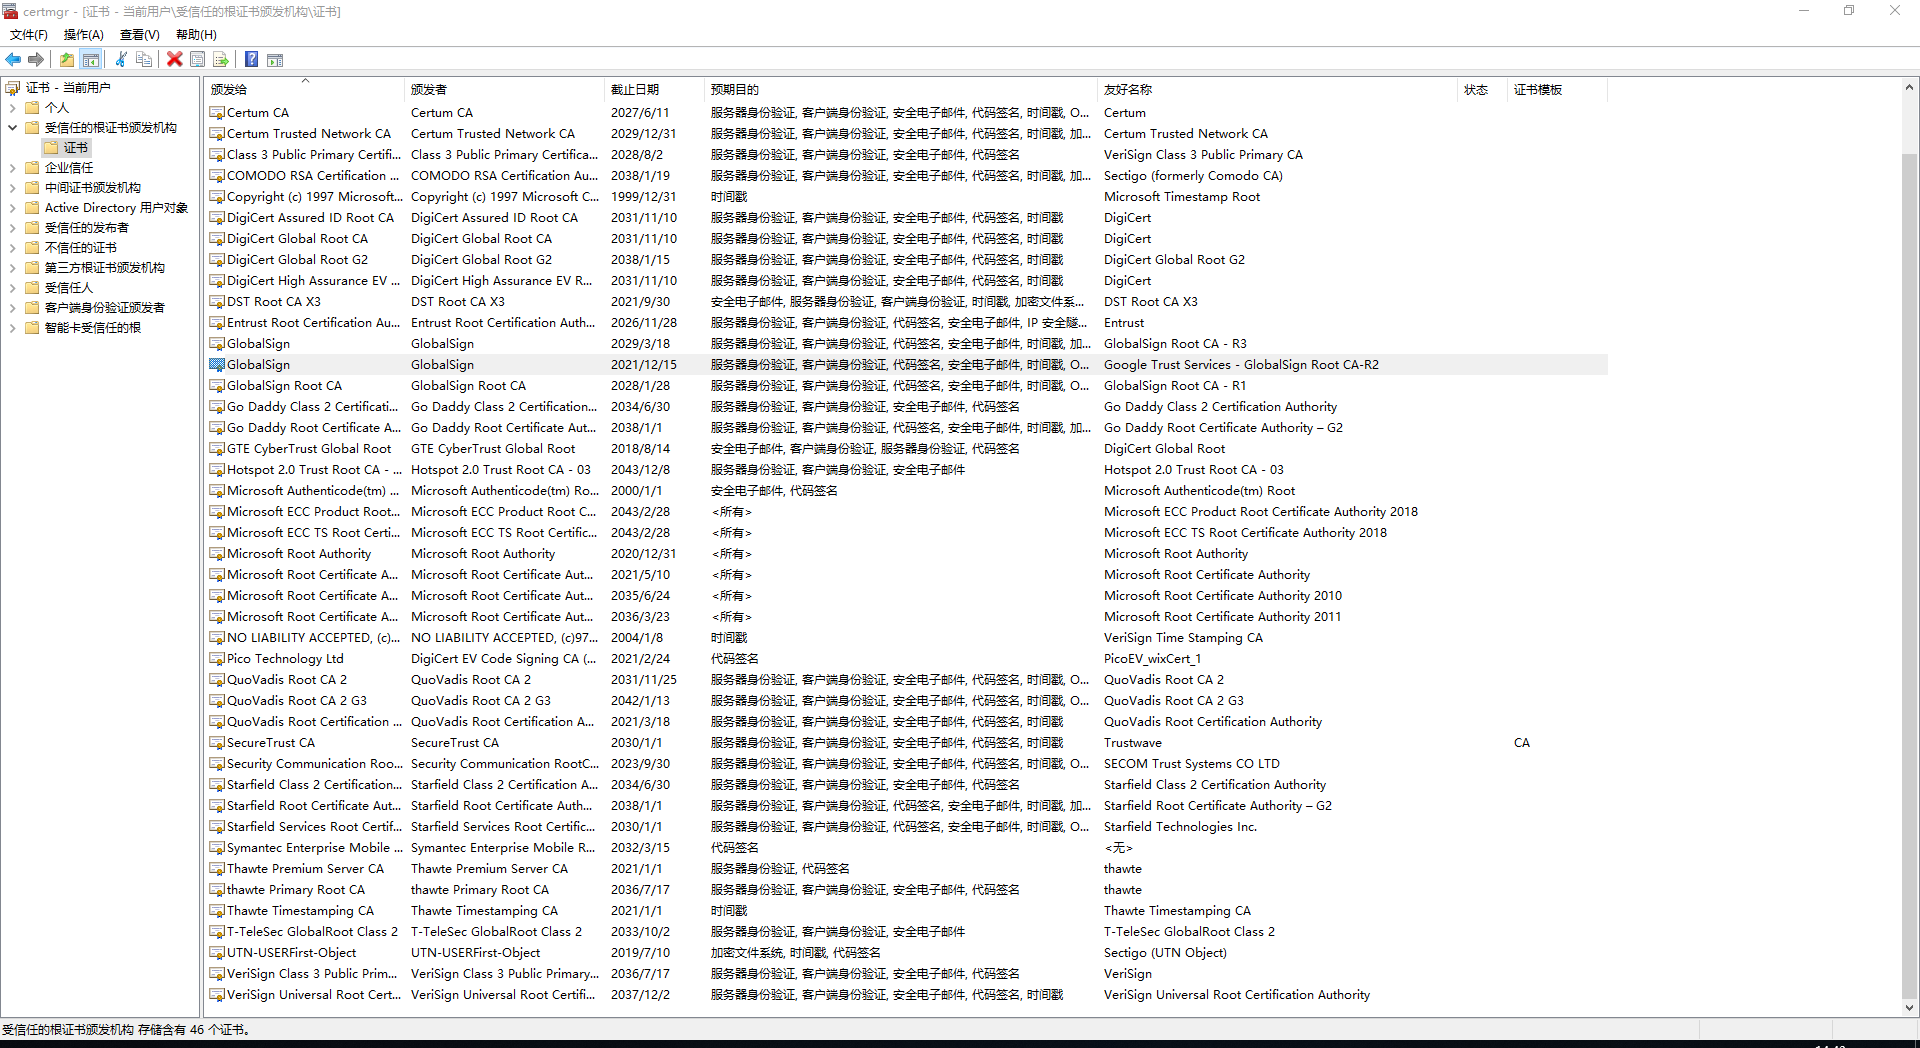 certmgr - [证书 - 当前用户\受信任的根证书颁发机构\证书]
文件(F) 操作(A) 查看(V) 帮助(H)
证书 - 当前用户
个人
受信任的根证书颁发机构
证书
企业信任
中间证书颁发机构
Active Directory 用户对象
受信任的发布者
不信任的证书
第三方根证书颁发机构
受信任人
客户端身份验证颁发者
智能卡受信任的根
颁发给 颁发者 截止日期 预期目的 友好名称 状态 证书模板
Certum CA Certum CA 2027/6/11 服务器身份验证, 客户端身份验证, 安全电子邮件, 代码签名, 时间戳, O... Certum
Certum Trusted Network CA Certum Trusted Network CA 2029/12/31 服务器身份验证, 客户端身份验证, 安全电子邮件, 代码签名, 时间戳, 加... Certum Trusted Network CA
Class 3 Public Primary Certifi... Class 3 Public Primary Certifica... 2028/8/2 服务器身份验证, 客户端身份验证, 安全电子邮件, 代码签名 VeriSign Class 3 Public Primary CA
COMODO RSA Certification ... COMODO RSA Certification Au... 2038/1/19 服务器身份验证, 客户端身份验证, 安全电子邮件, 代码签名, 时间戳, 加... Sectigo (formerly Comodo CA)
Copyright (c) 1997 Microsoft... Copyright (c) 1997 Microsoft C... 1999/12/31 时间戳 Microsoft Timestamp Root
DigiCert Assured ID Root CA DigiCert Assured ID Root CA 2031/11/10 服务器身份验证, 客户端身份验证, 安全电子邮件, 代码签名, 时间戳 DigiCert
DigiCert Global Root CA DigiCert Global Root CA 2031/11/10 服务器身份验证, 客户端身份验证, 安全电子邮件, 代码签名, 时间戳 DigiCert
DigiCert Global Root G2 DigiCert Global Root G2 2038/1/15 服务器身份验证, 客户端身份验证, 安全电子邮件, 代码签名, 时间戳 DigiCert Global Root G2
DigiCert High Assurance EV ... DigiCert High Assurance EV R... 2031/11/10 服务器身份验证, 客户端身份验证, 安全电子邮件, 代码签名, 时间戳 DigiCert
DST Root CA X3 DST Root CA X3 2021/9/30 安全电子邮件, 服务器身份验证, 客户端身份验证, 时间戳, 加密文件系... DST Root CA X3
Entrust Root Certification Au... Entrust Root Certification Auth... 2026/11/28 服务器身份验证, 客户端身份验证, 代码签名, 安全电子邮件, IP 安全隧... Entrust
GlobalSign GlobalSign 2029/3/18 服务器身份验证, 客户端身份验证, 代码签名, 安全电子邮件, 时间戳, 加... GlobalSign Root CA - R3
GlobalSign GlobalSign 2021/12/15 服务器身份验证, 客户端身份验证, 安全电子邮件, 代码签名, 时间戳, O... Google Trust Services - GlobalSign Root CA-R2
GlobalSign Root CA GlobalSign Root CA 2028/1/28 服务器身份验证, 客户端身份验证, 代码签名, 安全电子邮件, 时间戳, O... GlobalSign Root CA - R1
Go Daddy Class 2 Certificati... Go Daddy Class 2 Certification... 2034/6/30 服务器身份验证, 客户端身份验证, 安全电子邮件, 代码签名 Go Daddy Class 2 Certification Authority
Go Daddy Root Certificate A... Go Daddy Root Certificate Aut... 2038/1/1 服务器身份验证, 客户端身份验证, 代码签名, 安全电子邮件, 时间戳, 加... Go Daddy Root Certificate Authority – G2
GTE CyberTrust Global Root GTE CyberTrust Global Root 2018/8/14 安全电子邮件, 客户端身份验证, 服务器身份验证, 代码签名 DigiCert Global Root
Hotspot 2.0 Trust Root CA - ... Hotspot 2.0 Trust Root CA - 03 2043/12/8 服务器身份验证, 客户端身份验证, 安全电子邮件 Hotspot 2.0 Trust Root CA - 03
Microsoft Authenticode(tm) ... Microsoft Authenticode(tm) Ro... 2000/1/1 安全电子邮件, 代码签名 Microsoft Authenticode(tm) Root
Microsoft ECC Product Root... Microsoft ECC Product Root C... 2043/2/28 <所有> Microsoft ECC Product Root Certificate Authority 2018
Microsoft ECC TS Root Certi... Microsoft ECC TS Root Certific... 2043/2/28 <所有> Microsoft ECC TS Root Certificate Authority 2018
Microsoft Root Authority Microsoft Root Authority 2020/12/31 <所有> Microsoft Root Authority
Microsoft Root Certificate A... Microsoft Root Certificate Aut... 2021/5/10 <所有> Microsoft Root Certificate Authority
Microsoft Root Certificate A... Microsoft Root Certificate Aut... 2035/6/24 <所有> Microsoft Root Certificate Authority 2010
Microsoft Root Certificate A... Microsoft Root Certificate Aut... 2036/3/23 <所有> Microsoft Root Certificate Authority 2011
NO LIABILITY ACCEPTED, (c)... NO LIABILITY ACCEPTED, (c)97... 2004/1/8 时间戳 VeriSign Time Stamping CA
Pico Technology Ltd DigiCert EV Code Signing CA (... 2021/2/24 代码签名 PicoEV_wixCert_1
QuoVadis Root CA 2 QuoVadis Root CA 2 2031/11/25 服务器身份验证, 客户端身份验证, 安全电子邮件, 代码签名, 时间戳, O... QuoVadis Root CA 2
QuoVadis Root CA 2 G3 QuoVadis Root CA 2 G3 2042/1/13 服务器身份验证, 客户端身份验证, 安全电子邮件, 代码签名, 时间戳, O... QuoVadis Root CA 2 G3
QuoVadis Root Certification ... QuoVadis Root Certification A... 2021/3/18 服务器身份验证, 客户端身份验证, 安全电子邮件, 代码签名, 时间戳 QuoVadis Root Certification Authority
SecureTrust CA SecureTrust CA 2030/1/1 服务器身份验证, 客户端身份验证, 安全电子邮件, 代码签名, 时间戳 Trustwave CA
Security Communication Roo... Security Communication RootC... 2023/9/30 服务器身份验证, 客户端身份验证, 安全电子邮件, 代码签名, 时间戳, O... SECOM Trust Systems CO LTD
Starfield Class 2 Certification... Starfield Class 2 Certification A... 2034/6/30 服务器身份验证, 客户端身份验证, 安全电子邮件, 代码签名 Starfield Class 2 Certification Authority
Starfield Root Certificate Aut... Starfield Root Certificate Auth... 2038/1/1 服务器身份验证, 客户端身份验证, 代码签名, 安全电子邮件, 时间戳, 加... Starfield Root Certificate Authority – G2
Starfield Services Root Certif... Starfield Services Root Certific... 2030/1/1 服务器身份验证, 客户端身份验证, 代码签名, 安全电子邮件, 时间戳, O... Starfield Technologies Inc.
Symantec Enterprise Mobile ... Symantec Enterprise Mobile R... 2032/3/15 代码签名 <无>
Thawte Premium Server CA Thawte Premium Server CA 2021/1/1 服务器身份验证, 代码签名 thawte
thawte Primary Root CA thawte Primary Root CA 2036/7/17 服务器身份验证, 客户端身份验证, 安全电子邮件, 代码签名 thawte
Thawte Timestamping CA Thawte Timestamping CA 2021/1/1 时间戳 Thawte Timestamping CA
T-TeleSec GlobalRoot Class 2 T-TeleSec GlobalRoot Class 2 2033/10/2 服务器身份验证, 客户端身份验证, 安全电子邮件 T-TeleSec GlobalRoot Class 2
UTN-USERFirst-Object UTN-USERFirst-Object 2019/7/10 加密文件系统, 时间戳, 代码签名 Sectigo (UTN Object)
VeriSign Class 3 Public Prim... VeriSign Class 3 Public Primary... 2036/7/17 服务器身份验证, 客户端身份验证, 安全电子邮件, 代码签名 VeriSign
VeriSign Universal Root Cert... VeriSign Universal Root Certifi... 2037/12/2 服务器身份验证, 客户端身份验证, 安全电子邮件, 代码签名, 时间戳 VeriSign Universal Root Certification Authority
受信任的根证书颁发机构 存储含有 46 个证书。